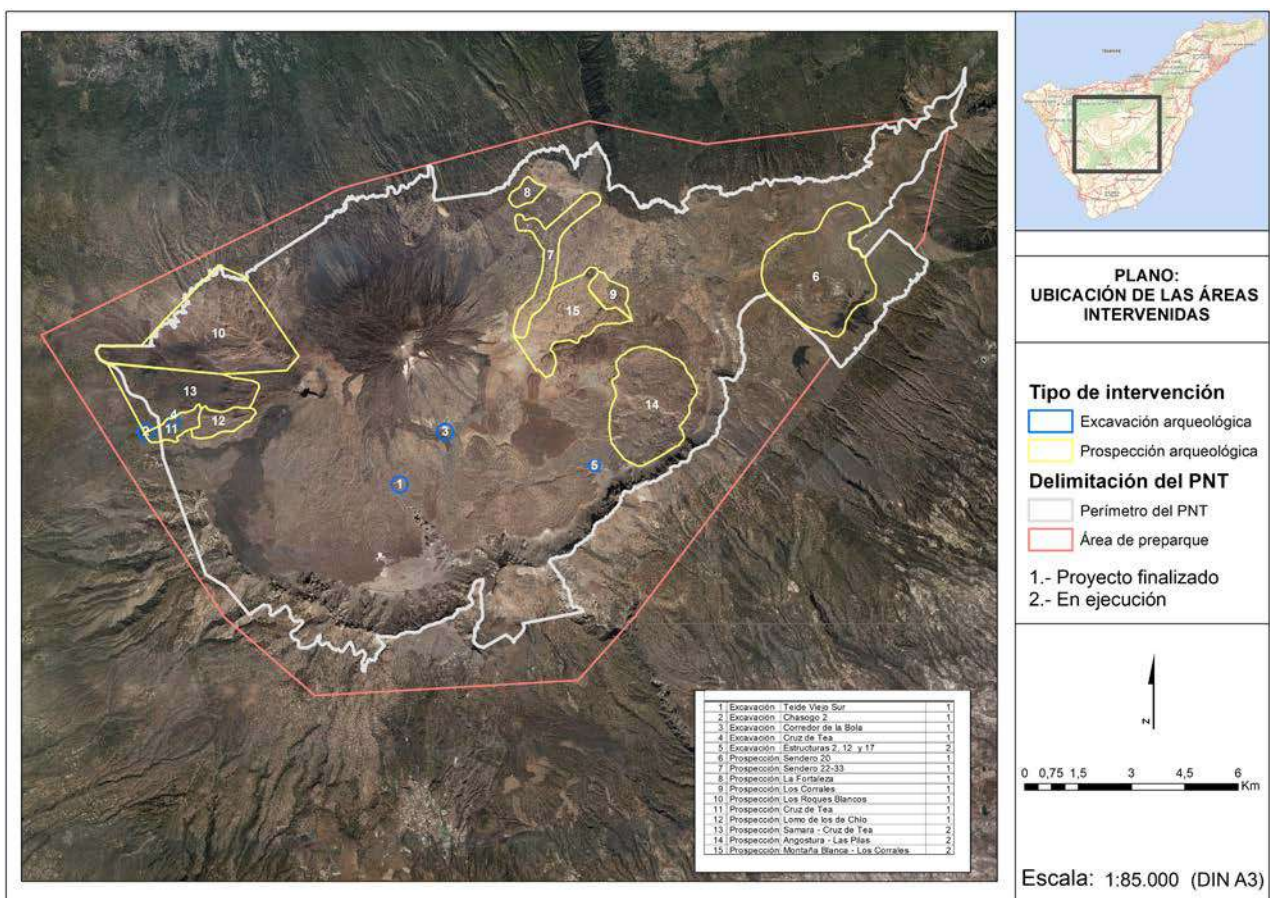 PLANO:
UBICACIÓN DE LAS ÁREAS
INTERVENIDAS
Tipo de intervención
Excavación arqueológica
Prospección arqueológica
Delimitación del PNT
Perímetro del PNT
Área de preparque
1.- Proyecto finalizado
2.- En ejecución
N
0 0,75 1,5 3 4,5 6
Km
Escala: 1:85.000 (DIN A3)
8
7
6
9
15
10
13
14
4
12
2
11
3
5
1
1 Excavación Teide Viejo Sur 1
2 Excavación Chasogo 2 1
3 Excavación Corredor de la Bola 1
4 Excavación Cruz de Tea 1
5 Excavación Estructuras 2, 12 y 17 2
6 Prospección Sendero 20 1
7 Prospección Sendero 22-33 1
8 Prospección La Fortaleza 1
9 Prospección Los Corrales 1
10 Prospección Los Roques Blancos 1
11 Prospección Cruz de Tea 1
12 Prospección Lomo de los de Chío 1
13 Prospección Samara - Cruz de Tea 2
14 Prospección Angostura - Las Pilas 2
15 Prospección Montaña Blanca - Los Corrales 2